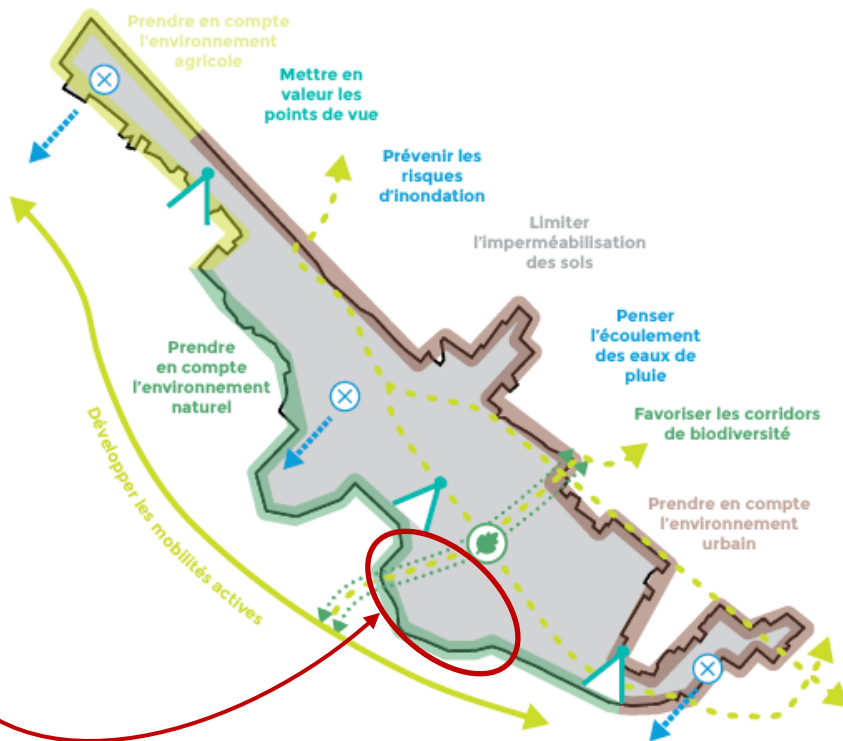 Prendre en compte
l'environnement
agricole
Mettre en
valeur les
points de vue
Prévenir les
risques
d'inondation
Limiter
l'imperméabilisation
des sols
Penser
l'écoulement
des eaux de
pluie
Prendre
en compte
l'environnement
naturel
Favoriser les corridors
de biodiversité
Développer les mobilités actives
Prendre en compte
l'environnement
urbain